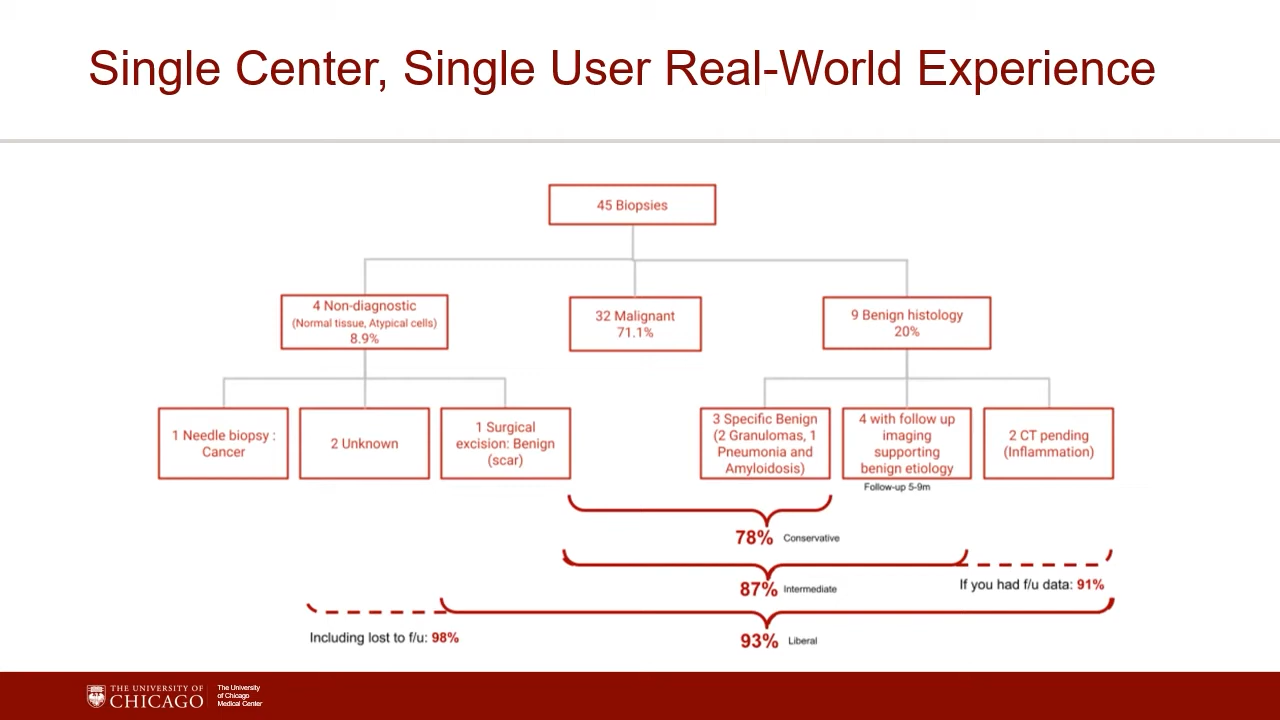 Single Center, Single User Real-World Experience
45 Biopsies
4 Non-diagnostic
(Normal tissue, Atypical cells)
8.9%
32 Malignant
71.1%
9 Benign histology
20%
1 Needle biopsy :
Cancer
2 Unknown
1 Surgical
excision: Benign
(scar)
3 Specific Benign
(2 Granulomas, 1
Pneumonia and
Amyloidosis)
4 with follow up
imaging
supporting
benign etiology
2 CT pending
(Inflammation)
Follow-up 5-9m
78% Conservative
87% Intermediate
If you had f/u data: 91%
Including lost to f/u: 98%
93% Liberal
THE UNIVERSITY OF
CHICAGO
The University
of Chicago
Medical Center